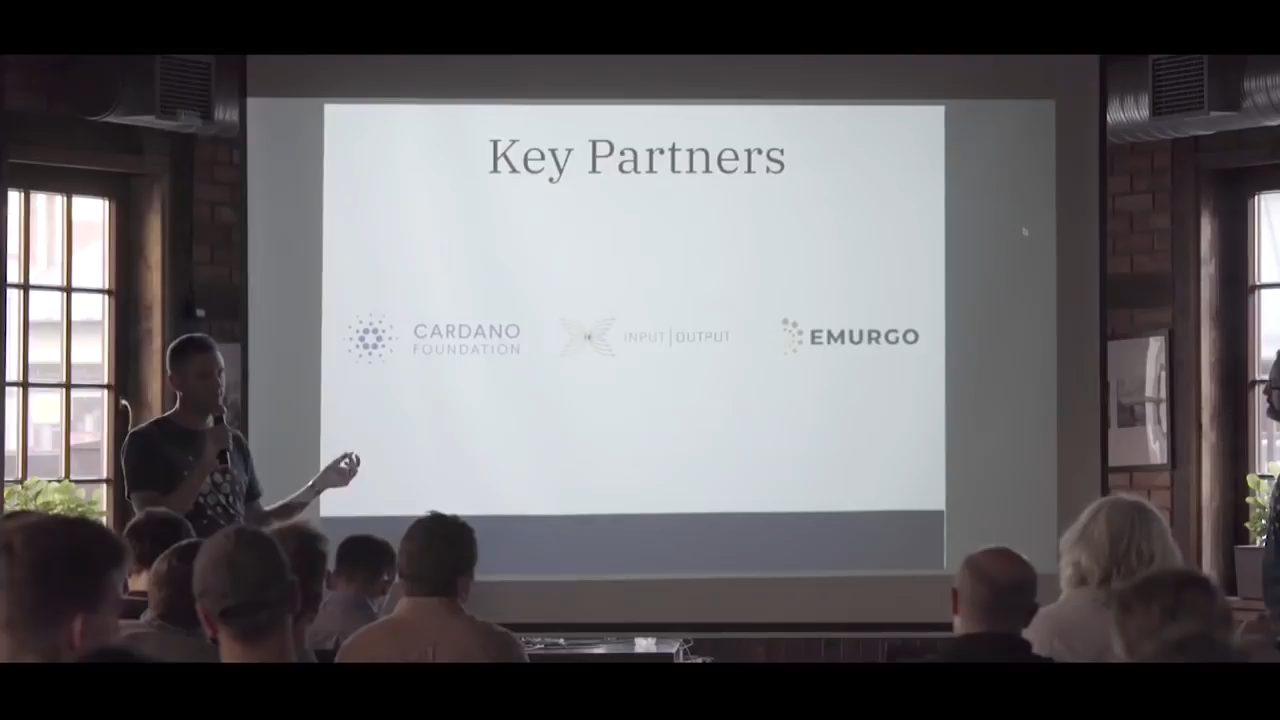 Key Partners
CARDANO
FOUNDATION
INPUT|OUTPUT
EMURGO